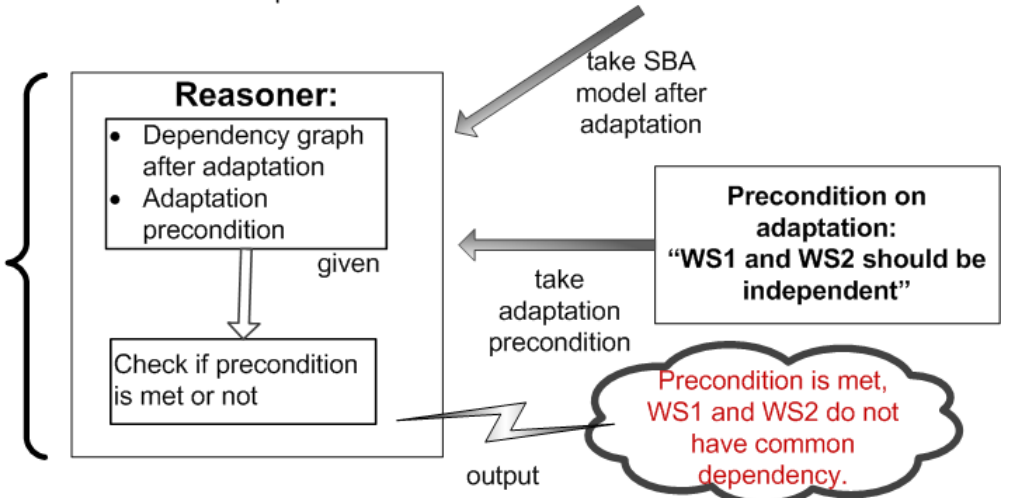 take SBA
model after
adaptation
Reasoner:
• Dependency graph
after adaptation
• Adaptation
precondition
given
Check if precondition
is met or not
take
adaptation
precondition
Precondition on
adaptation:
“WS1 and WS2 should be
independent”
Precondition is met,
WS1 and WS2 do not
have common
dependency.
output